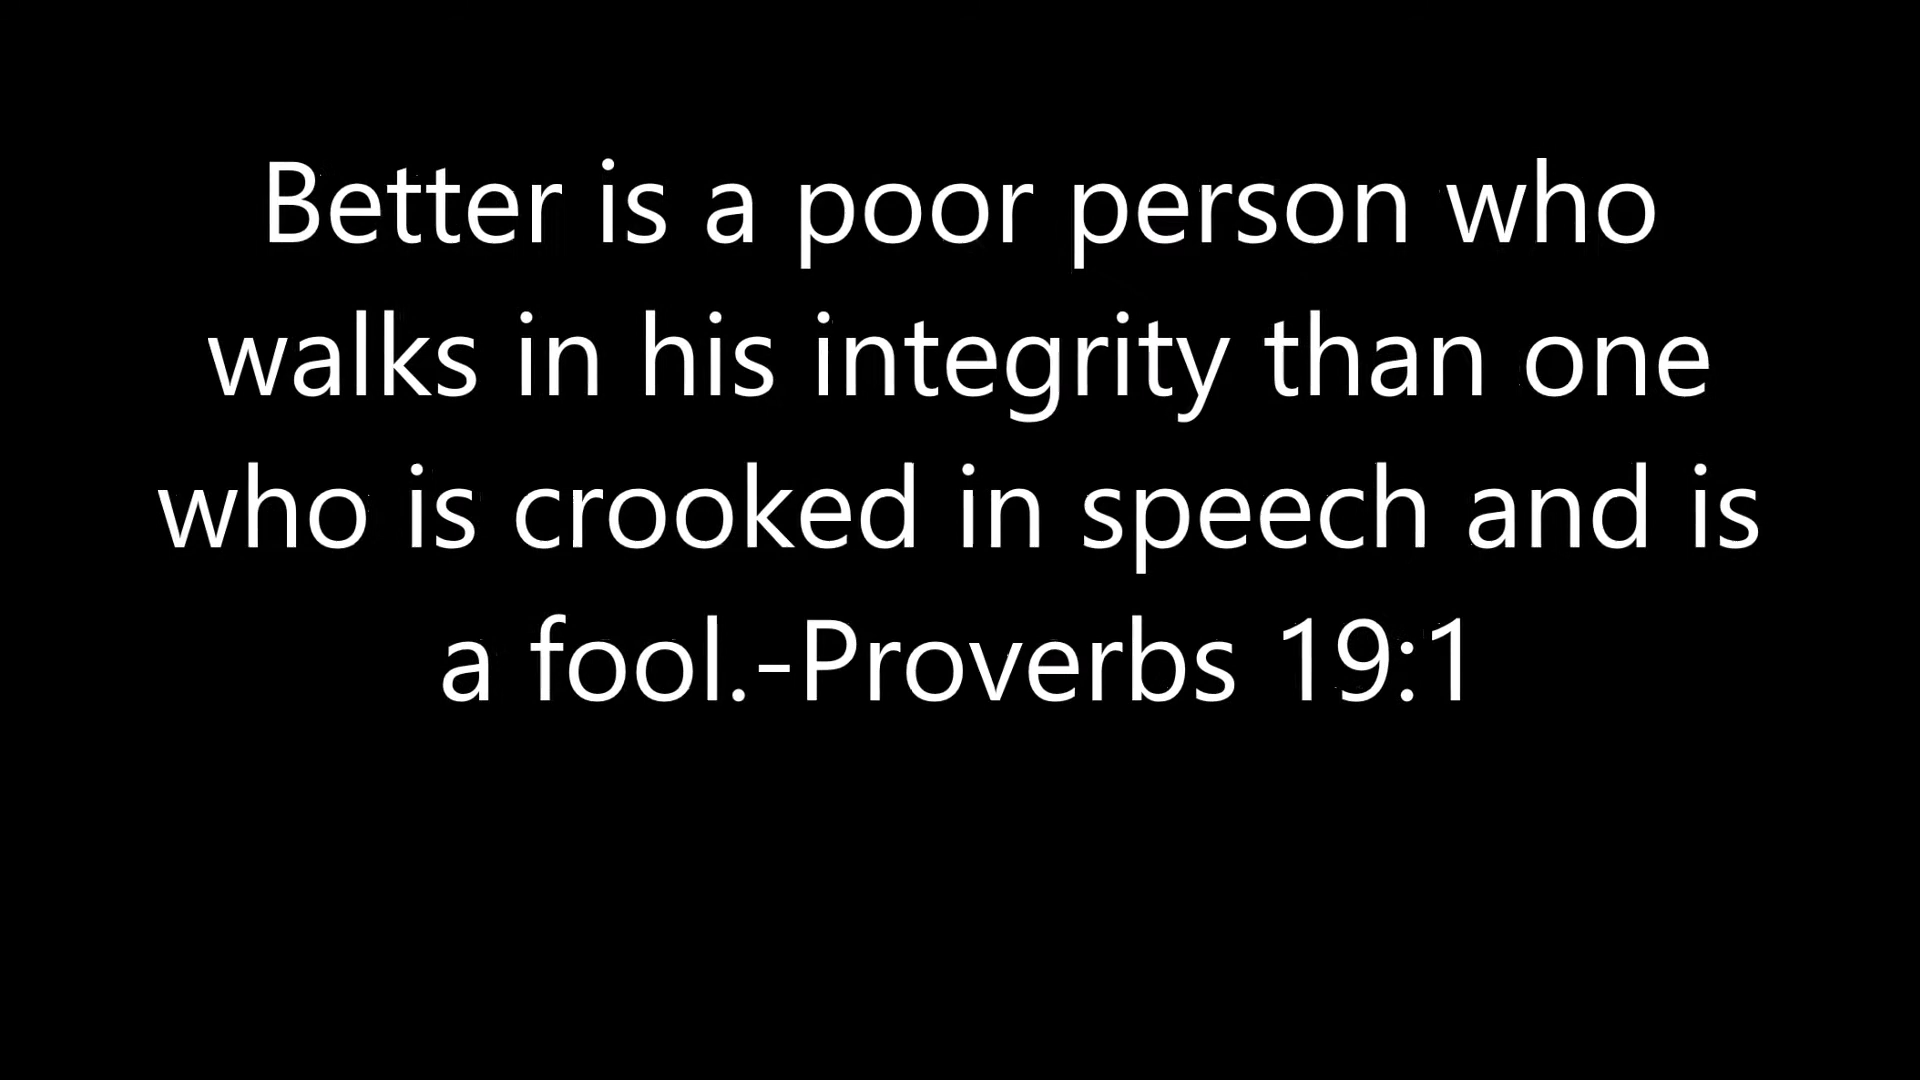 Better is a poor person who
walks in his integrity than one
who is crooked in speech and is
a fool.-Proverbs 19:1